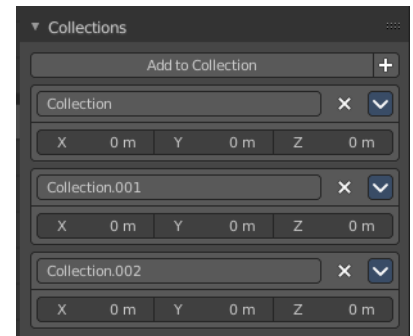 Collections
Add to Collection
Collection
X 0 m Y 0 m Z 0 m
Collection.001
X 0 m Y 0 m Z 0 m
Collection.002
X 0 m Y 0 m Z 0 m